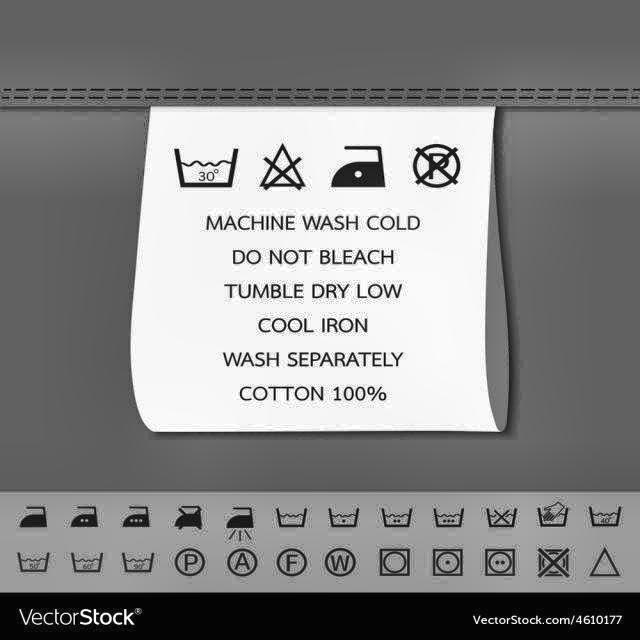 30°
P
MACHINE WASH COLD
DO NOT BLEACH
TUMBLE DRY LOW
COOL IRON
WASH SEPARATELY
COTTON 100%
40°
50° 60° 90° P A F W
VectorStock®
VectorStock.com/4610177